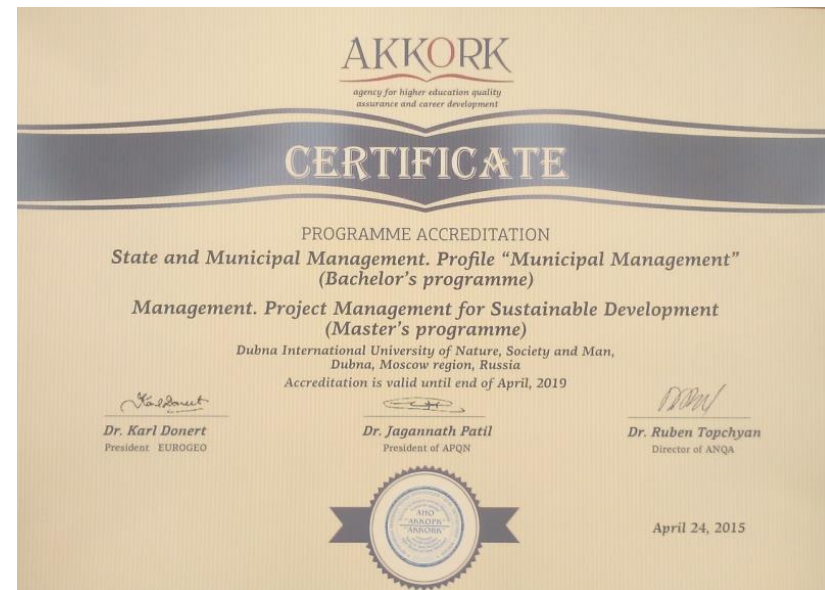 AKKORK
agency for higher education quality
assurance and career development
CERTIFICATE
PROGRAMME ACCREDITATION
State and Municipal Management. Profile “Municipal Management”
(Bachelor’s programme)
Management. Project Management for Sustainable Development
(Master’s programme)
Dubna International University of Nature, Society and Man,
Dubna, Moscow region, Russia
Accreditation is valid until end of April, 2019
Dr. Karl Donert
President EUROGEO
Dr. Jagannath Patil
President of APQN
Dr. Ruben Topchyan
Director of ANQA
АНО
"АККОРК"
"AKKORK"
April 24, 2015